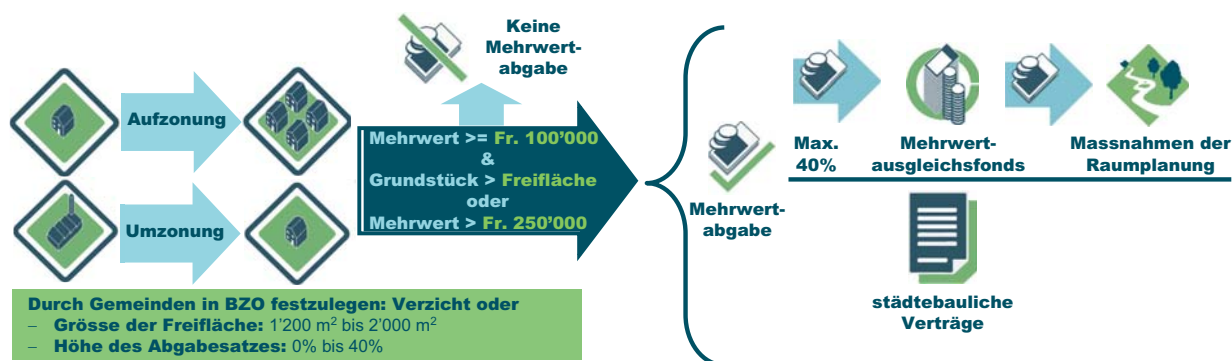 Keine
Mehrwert-
abgabe
Aufzonung
Umzonung
Mehrwert >= Fr. 100'000
&
Grundstück > Freifläche
oder
Mehrwert > Fr. 250'000
Mehrwert-
abgabe
Max.
40%
Mehrwert-
ausgleichsfonds
Massnahmen der
Raumplanung
städtebauliche
Verträge
Durch Gemeinden in BZO festzulegen: Verzicht oder
– Grösse der Freifläche: 1'200 m² bis 2'000 m²
– Höhe des Abgabesatzes: 0% bis 40%